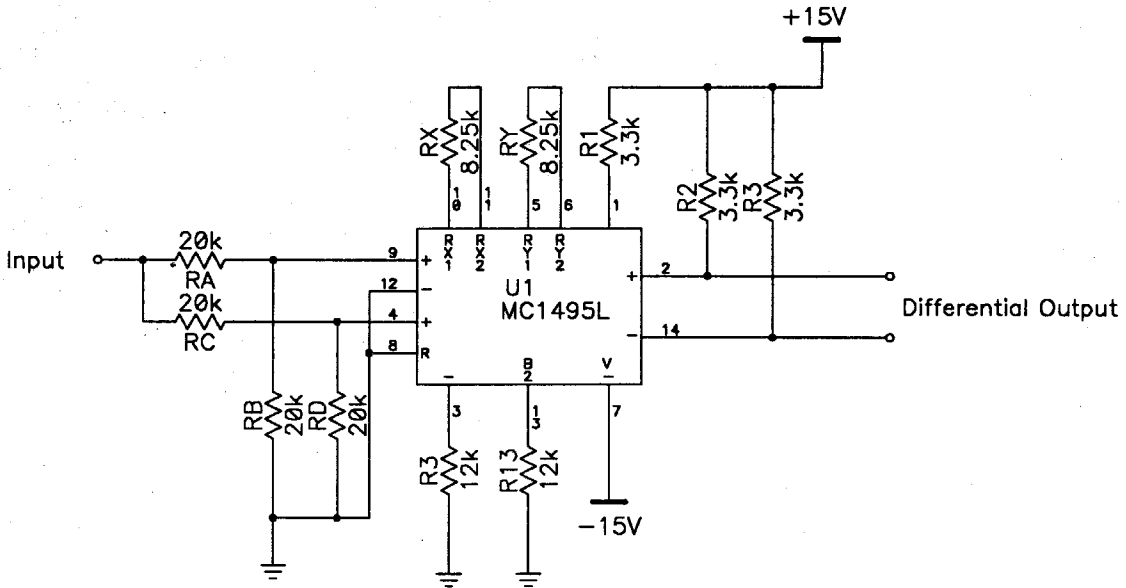 +15V
RX
8.25k
RY
8.25k
R1
3.3k
R2
3.3k
R3
3.3k
10
11
5
6
1
Input
20k
RA
20k
RC
9
12
4
8
+
-
+
R
RX1
RX2
RY1
RY2
U1
MC1495L
+
2
-
14
Differential Output
-
B2
V-
3
13
7
RB
20k
RD
20k
R3
12k
R13
12k
-15V